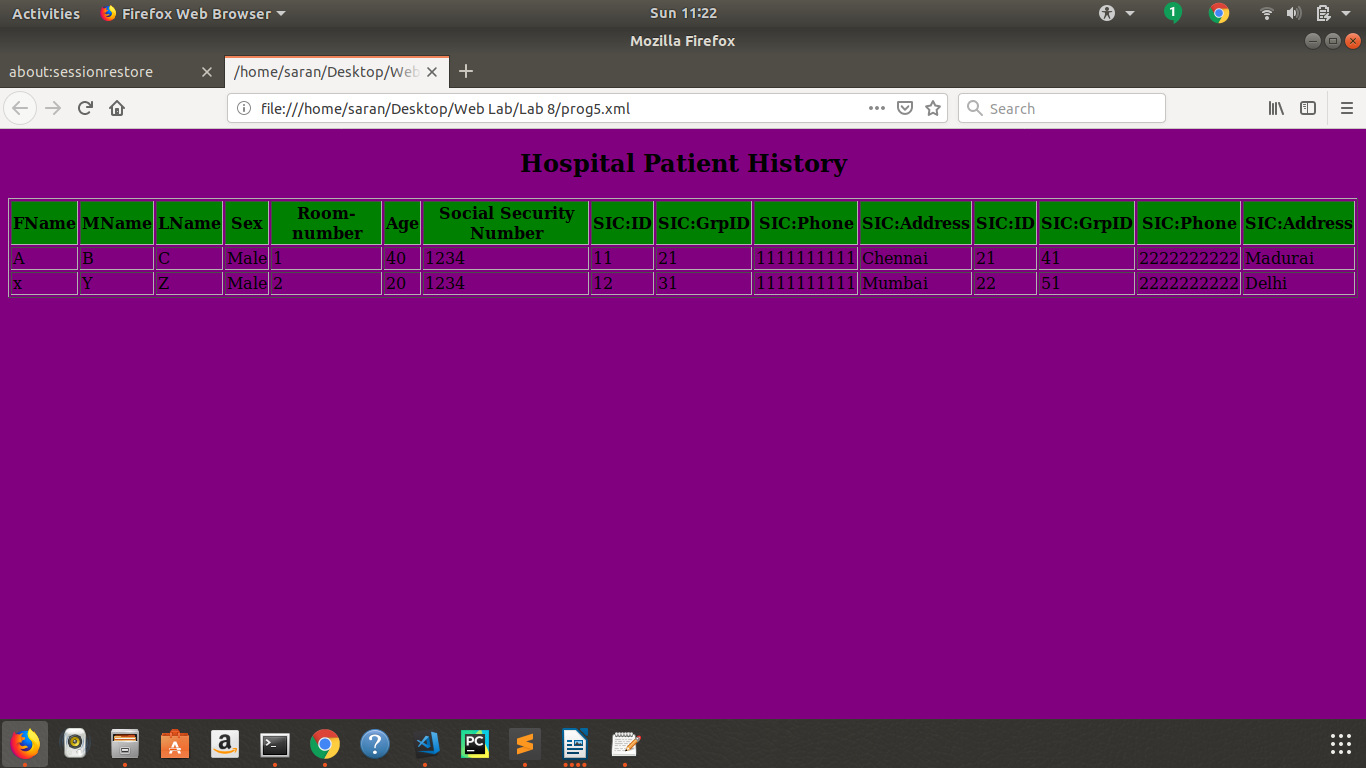 Activities Firefox Web Browser Sun 11:22 1
Mozilla Firefox
about:sessionrestore /home/saran/Desktop/Web
file:///home/saran/Desktop/Web Lab/Lab 8/prog5.xml Search
Hospital Patient History
FName MName LName Sex Room-number Age Social Security Number SIC:ID SIC:GrpID SIC:Phone SIC:Address SIC:ID SIC:GrpID SIC:Phone SIC:Address
A B C Male 1 40 1234 11 21 1111111111 Chennai 21 41 2222222222 Madurai
x Y Z Male 2 20 1234 12 31 1111111111 Mumbai 22 51 2222222222 Delhi
PC